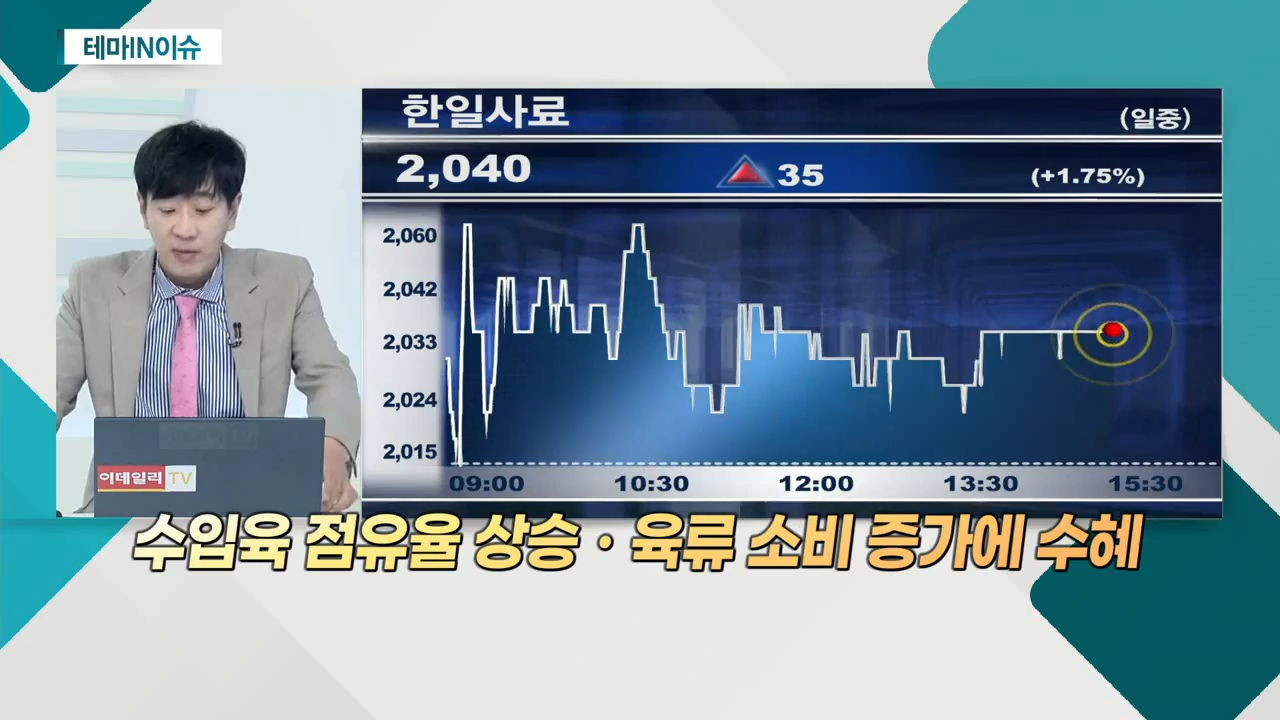 테마IN이슈
한일사료
(일중)
2,040
35
(+1.75%)
2,060
2,042
2,033
2,024
2,015
09:00
10:30
12:00
13:30
15:30
이데일리 TV
수입육 점유율 상승·육류 소비 증가에 수혜